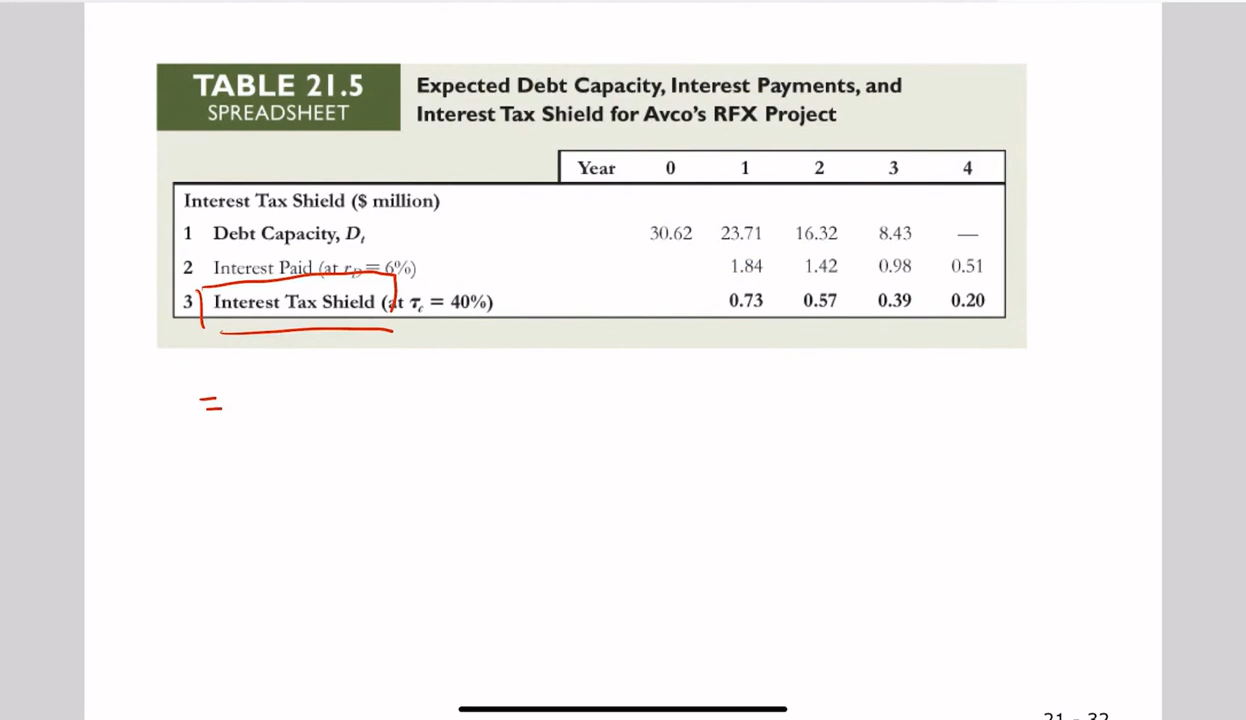 TABLE 21.5
SPREADSHEET
Expected Debt Capacity, Interest Payments, and
Interest Tax Shield for Avco's RFX Project
Year 0 1 2 3 4
Interest Tax Shield ($ million)
1 Debt Capacity, Dt 30.62 23.71 16.32 8.43 —
2 Interest Paid (at rD = 6%) 1.84 1.42 0.98 0.51
3 Interest Tax Shield (at τc = 40%) 0.73 0.57 0.39 0.20
=
21 - 32